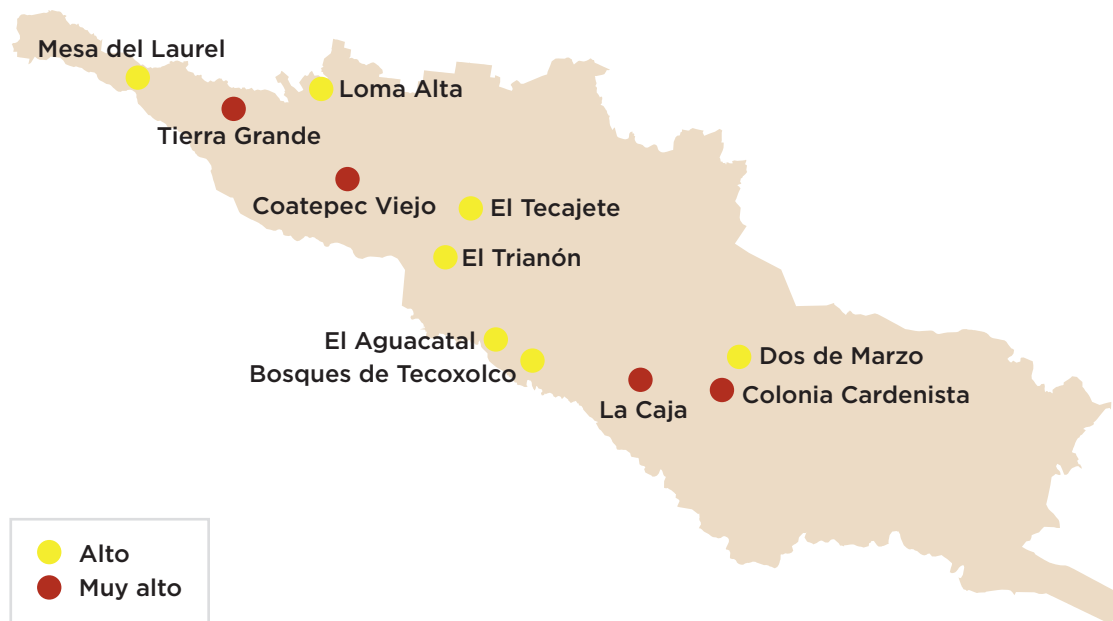 Mesa del Laurel
Loma Alta
Tierra Grande
Coatepec Viejo
El Tecajete
El Trianón
El Aguacatal
Dos de Marzo
Bosques de Tecoxolco
Colonia Cardenista
La Caja
Alto
Muy alto